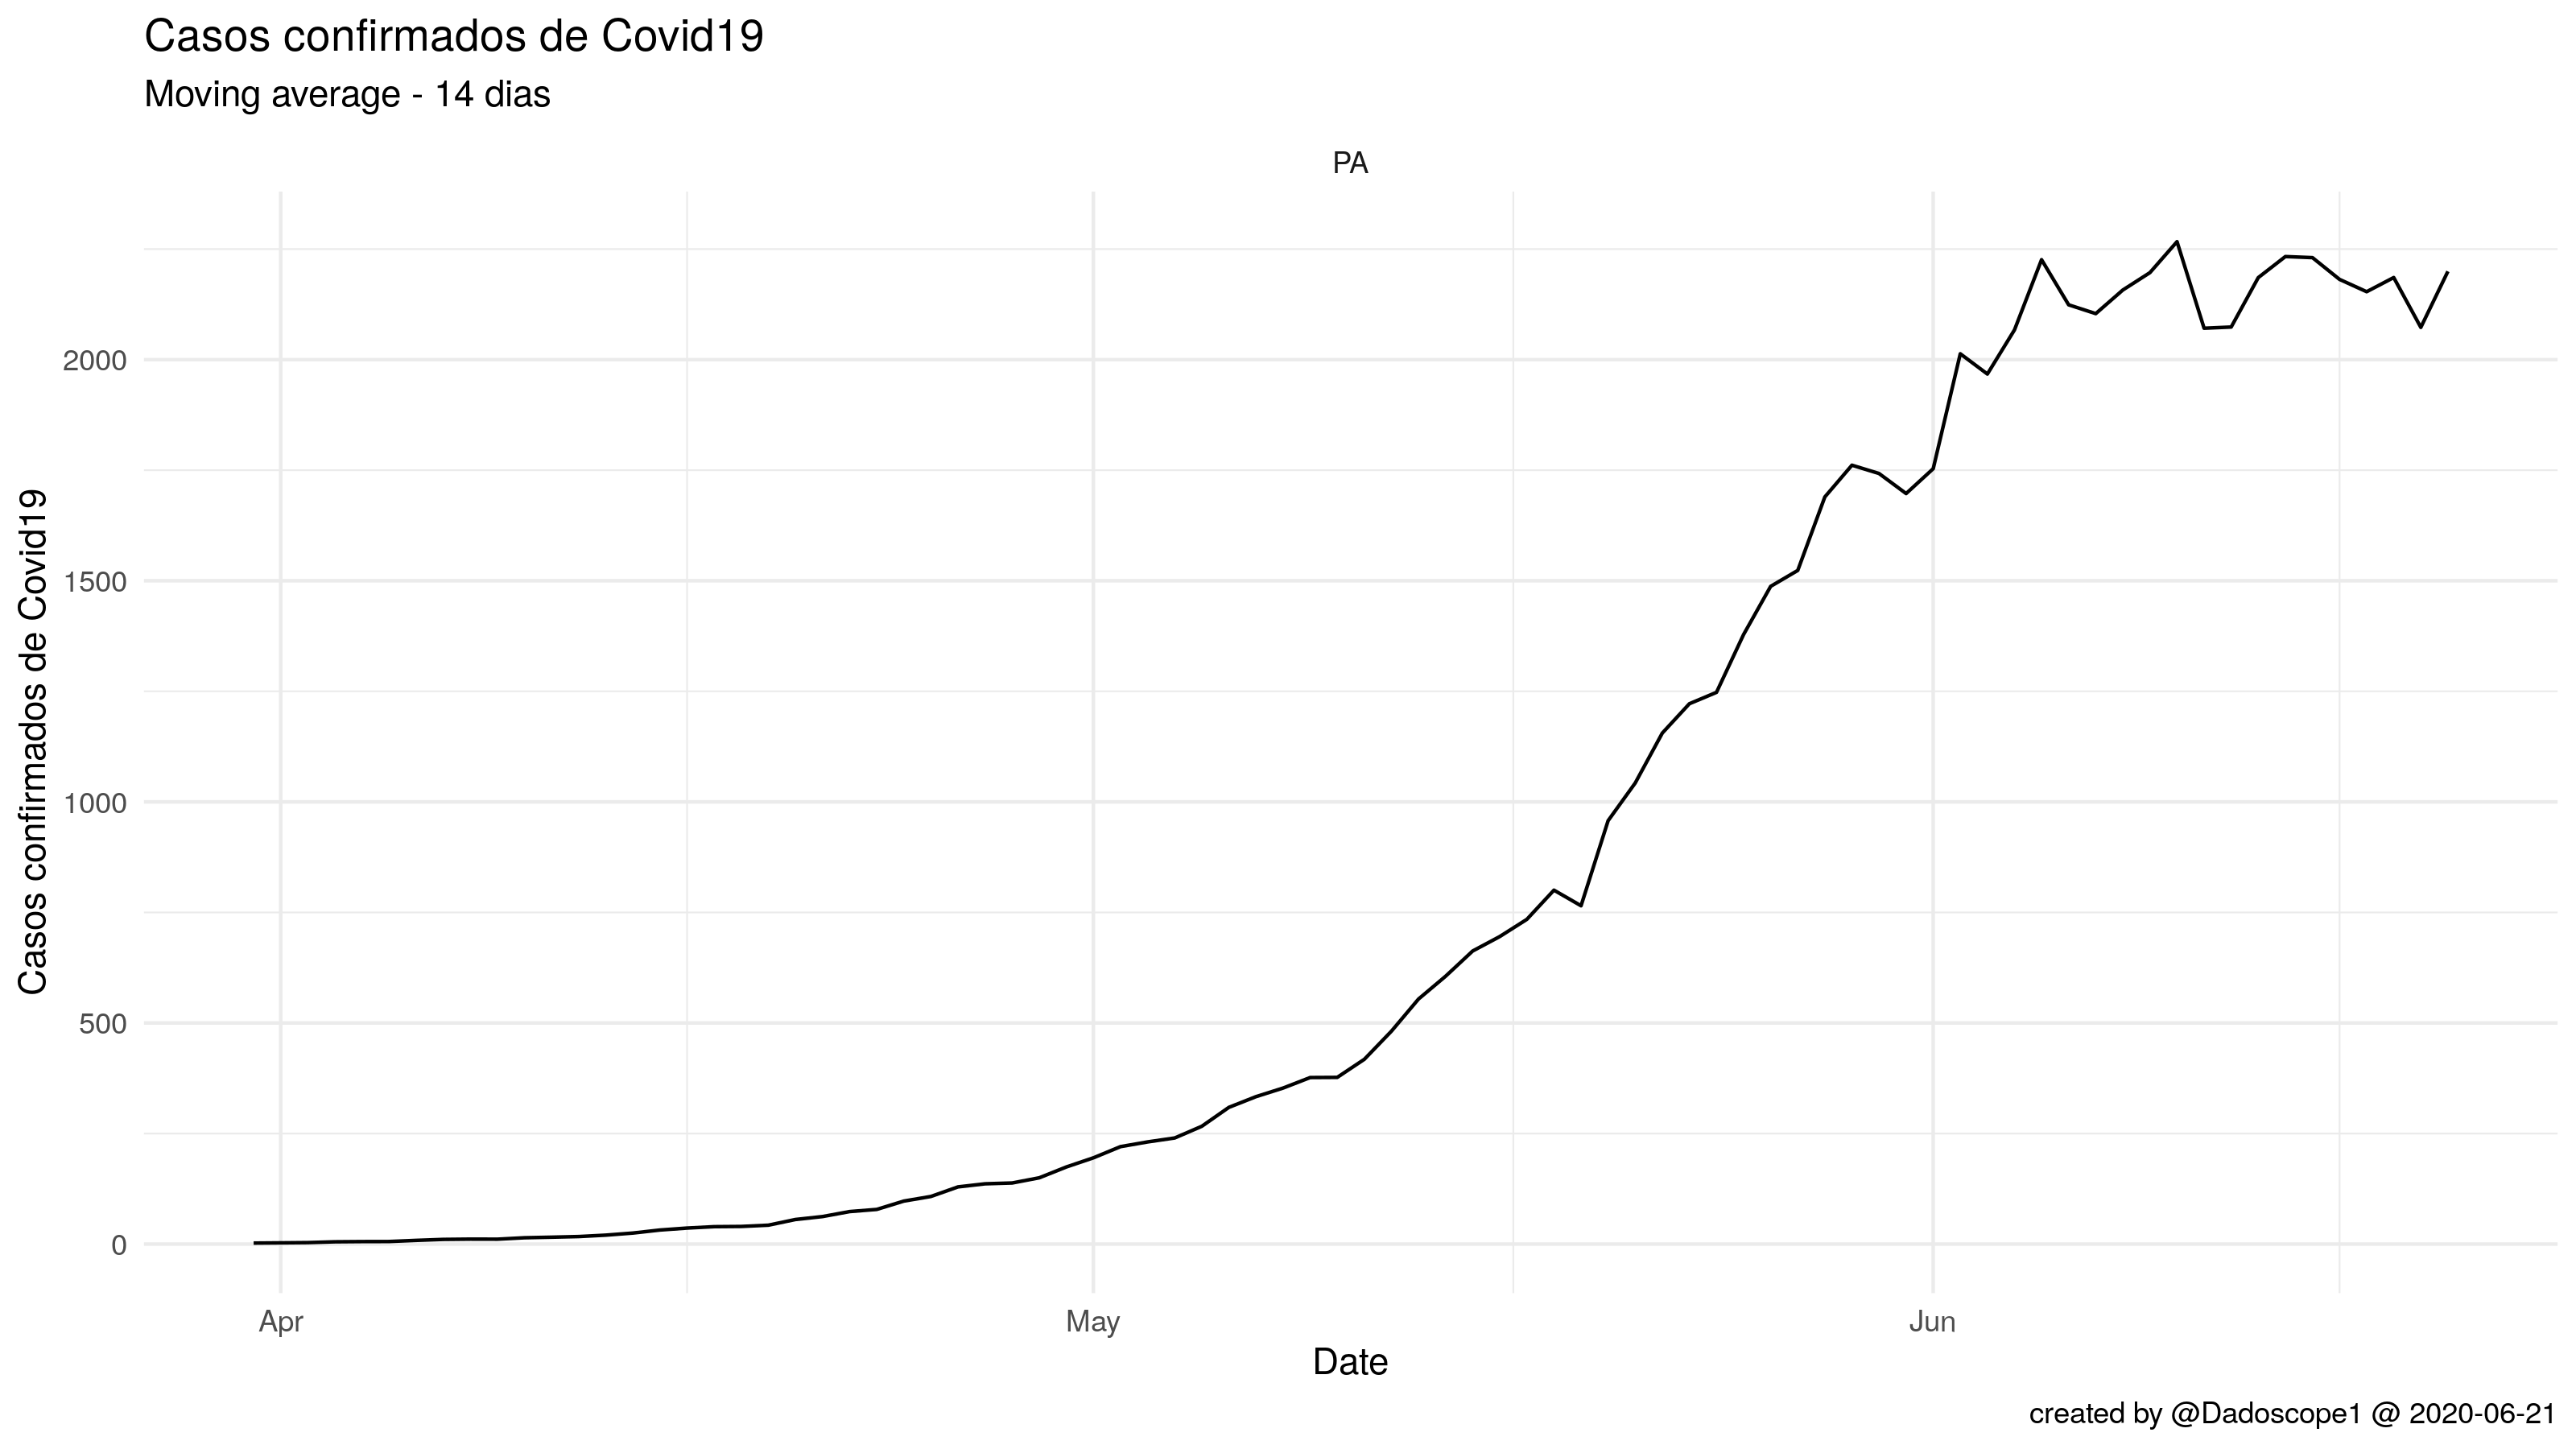 Casos confirmados de Covid19
Moving average - 14 dias
PA
Casos confirmados de Covid19
2000
1500
1000
500
0
Apr
May
Jun
Date
created by @Dadoscope1 @ 2020-06-21